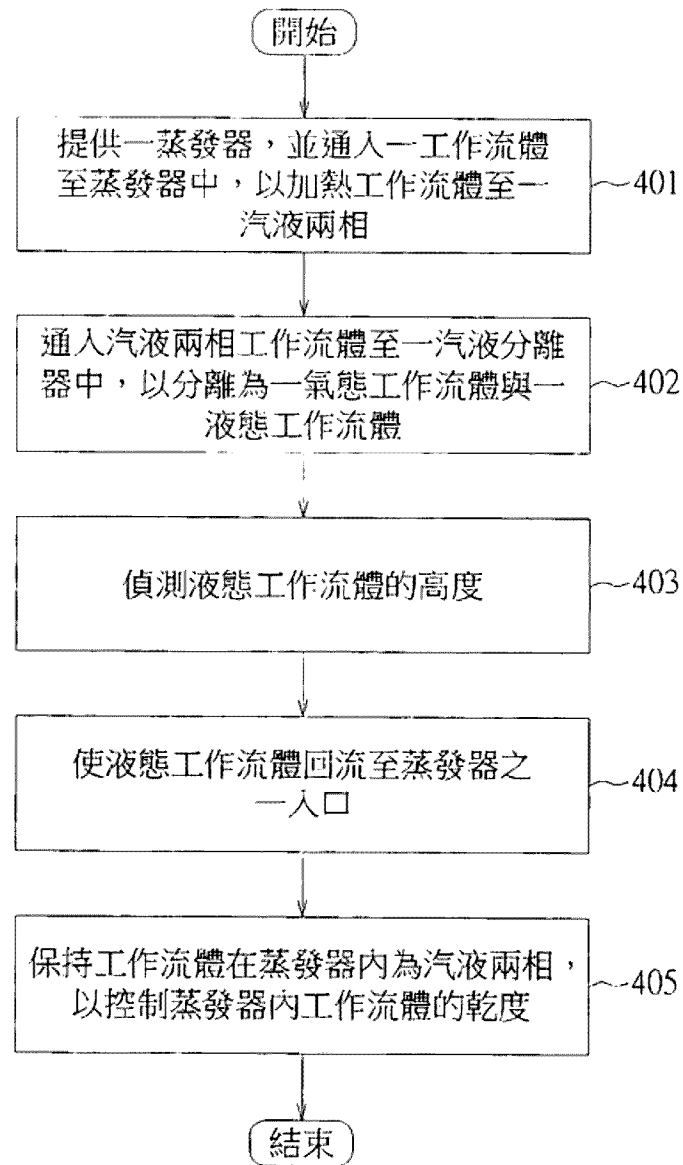 開始
提供一蒸發器，並通入一工作流體
至蒸發器中，以加熱工作流體至一
汽液兩相
401
通入汽液兩相工作流體至一汽液分離
器中，以分離為一氣態工作流體與一
液態工作流體
402
偵測液態工作流體的高度
403
使液態工作流體回流至蒸發器之
一入口
404
保持工作流體在蒸發器內為汽液兩相，
以控制蒸發器內工作流體的乾度
405
結束